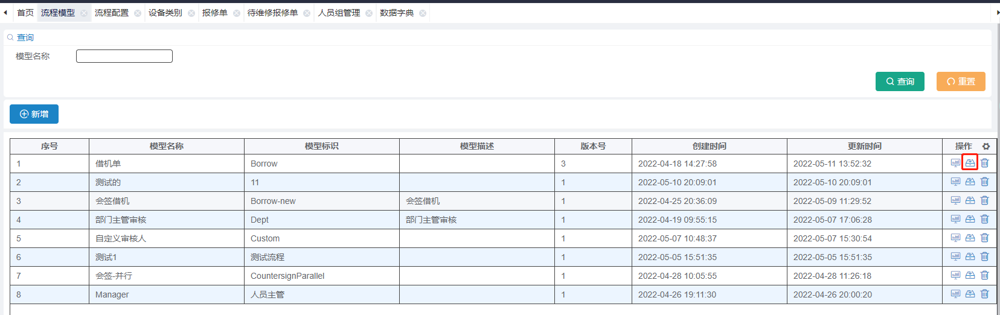 首页 流程模型 流程配置 设备类别 报修单 待维修报修单 人员组管理 数据字典
查询
模型名称
查询 重置
新增
序号 模型名称 模型标识 模型描述 版本号 创建时间 更新时间 操作
1 借机单 Borrow 3 2022-04-18 14:27:58 2022-05-11 13:52:32
2 测试的 11 1 2022-05-10 20:09:01 2022-05-10 20:09:01
3 会签借机 Borrow-new 会签借机 1 2022-04-25 20:36:09 2022-05-09 11:29:52
4 部门主管审核 Dept 部门主管审核 1 2022-04-19 09:55:15 2022-05-07 17:06:28
5 自定义审核人 Custom 1 2022-05-07 10:48:37 2022-05-07 15:30:54
6 测试1 测试流程 1 2022-05-05 15:51:35 2022-05-05 15:51:35
7 会签-并行 CountersignParallel 1 2022-04-28 10:05:55 2022-04-28 11:26:18
8 Manager 人员主管 1 2022-04-26 19:11:30 2022-04-26 20:00:20